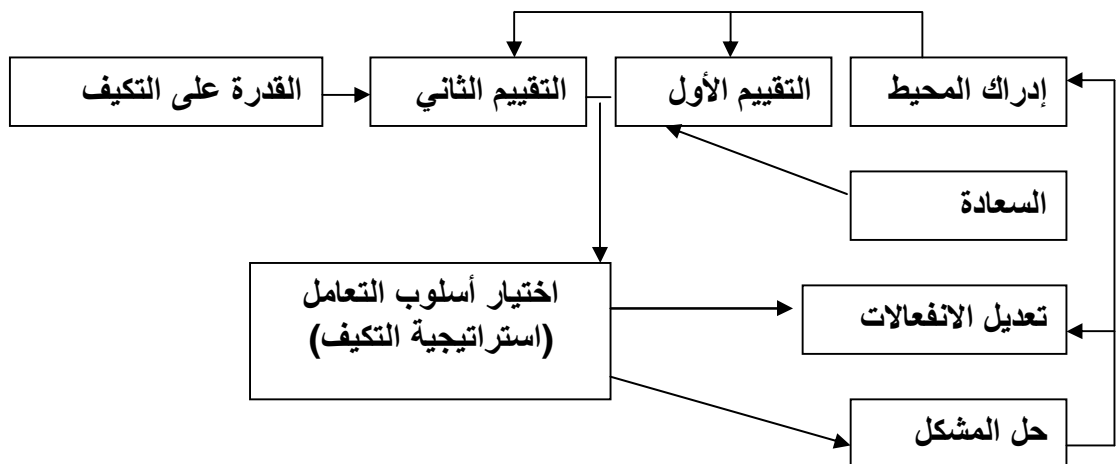 إدراك المحيط
التقييم الأول
التقييم الثاني
القدرة على التكيف
السعادة
اختيار أسلوب التعامل
(استراتيجية التكيف)
تعديل الانفعالات
حل المشكل